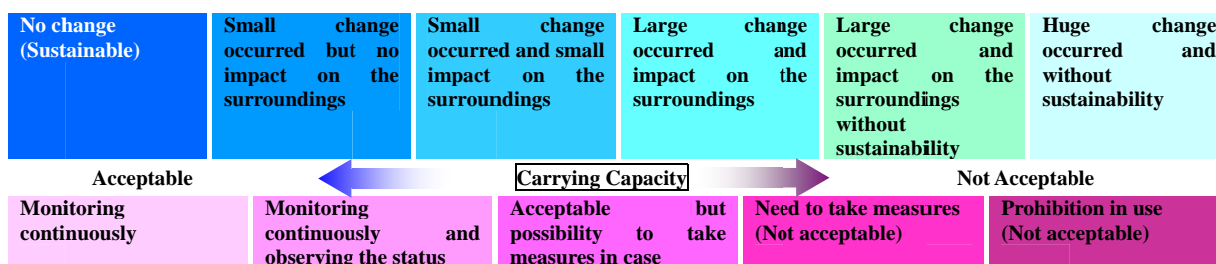 No change
(Sustainable)
Small change
occurred but no
impact on the
surroundings
Small change
occurred and small
impact on the
surroundings
Large change
occurred and
impact on the
surroundings
Large change
occurred and
impact on the
surroundings
without
sustainability
Huge change
occurred and
without
sustainability
Acceptable
Carrying Capacity
Not Acceptable
Monitoring
continuously
Monitoring
continuously and
observing the status
Acceptable but
possibility to take
measures in case
Need to take measures
(Not acceptable)
Prohibition in use
(Not acceptable)